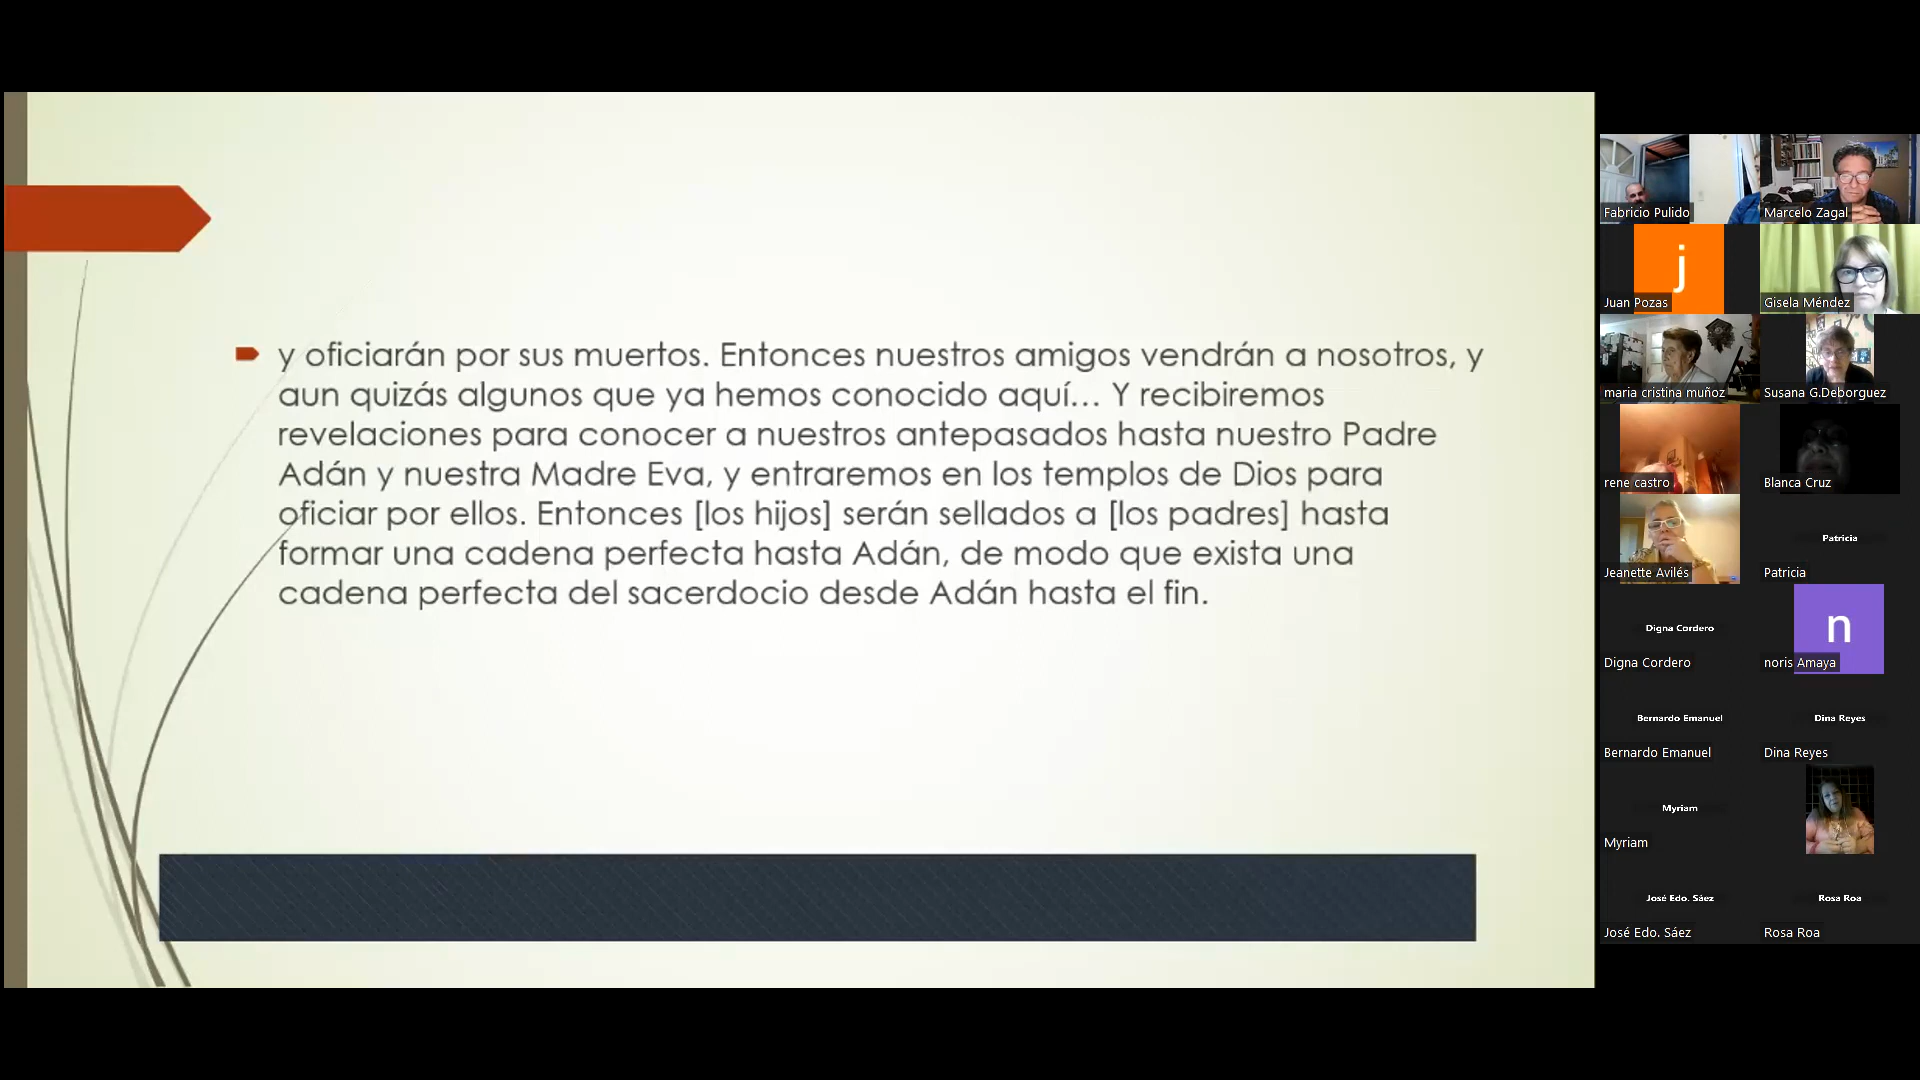 y oficiarán por sus muertos. Entonces nuestros amigos vendrán a nosotros, y
aun quizás algunos que ya hemos conocido aquí... Y recibiremos
revelaciones para conocer a nuestros antepasados hasta nuestro Padre
Adán y nuestra Madre Eva, y entraremos en los templos de Dios para
oficiar por ellos. Entonces [los hijos] serán sellados a [los padres] hasta
formar una cadena perfecta hasta Adán, de modo que exista una
cadena perfecta del sacerdocio desde Adán hasta el fin.
Fabricio Pulido
Marcelo Zagal
j
Juan Pozas
Gisela Méndez
maria cristina muñoz
Susana G.Deborguez
rene castro
Blanca Cruz
Jeanette Avilés
Patricia
Patricia
Digna Cordero
Digna Cordero
n
noris Amaya
Bernardo Emanuel
Bernardo Emanuel
Dina Reyes
Dina Reyes
Myriam
Myriam
José Edo. Sáez
José Edo. Sáez
Rosa Roa
Rosa Roa